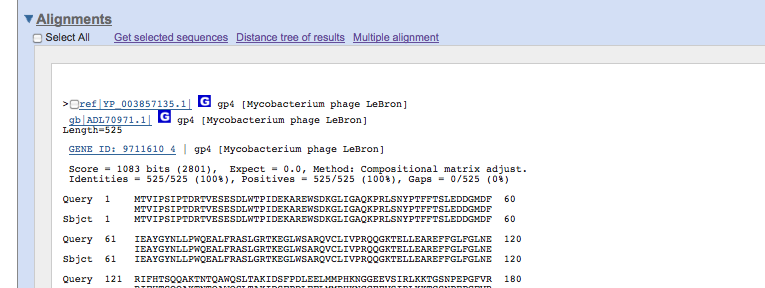 Alignments
Select All Get selected sequences Distance tree of results Multiple alignment
>ref|YP_003857135.1| G gp4 [Mycobacterium phage LeBron]
gb|ADL70971.1| G gp4 [Mycobacterium phage LeBron]
Length=525
GENE ID: 9711610 4 | gp4 [Mycobacterium phage LeBron]
Score = 1083 bits (2801), Expect = 0.0, Method: Compositional matrix adjust.
Identities = 525/525 (100%), Positives = 525/525 (100%), Gaps = 0/525 (0%)
Query 1 MTVIPSIPTDRTVESESDLWTPIDEKAREWSDKGLIGAQKPRLSNYPTFFTSLEDDGMDF 60
MTVIPSIPTDRTVESESDLWTPIDEKAREWSDKGLIGAQKPRLSNYPTFFTSLEDDGMDF
Sbjct 1 MTVIPSIPTDRTVESESDLWTPIDEKAREWSDKGLIGAQKPRLSNYPTFFTSLEDDGMDF 60
Query 61 IEAYGYNLLPWQEALFRASLGRTKEGLWSARQVCLIVPRQQGKTELLEAREFFGLFGLNE 120
IEAYGYNLLPWQEALFRASLGRTKEGLWSARQVCLIVPRQQGKTELLEAREFFGLFGLNE
Sbjct 61 IEAYGYNLLPWQEALFRASLGRTKEGLWSARQVCLIVPRQQGKTELLEAREFFGLFGLNE 120
Query 121 RIFHTSQQAKTNTQAWQSLTAKIDSFPDLEELMMPHKNGGEEVSIRLKKTGSNPEPGFVR 180